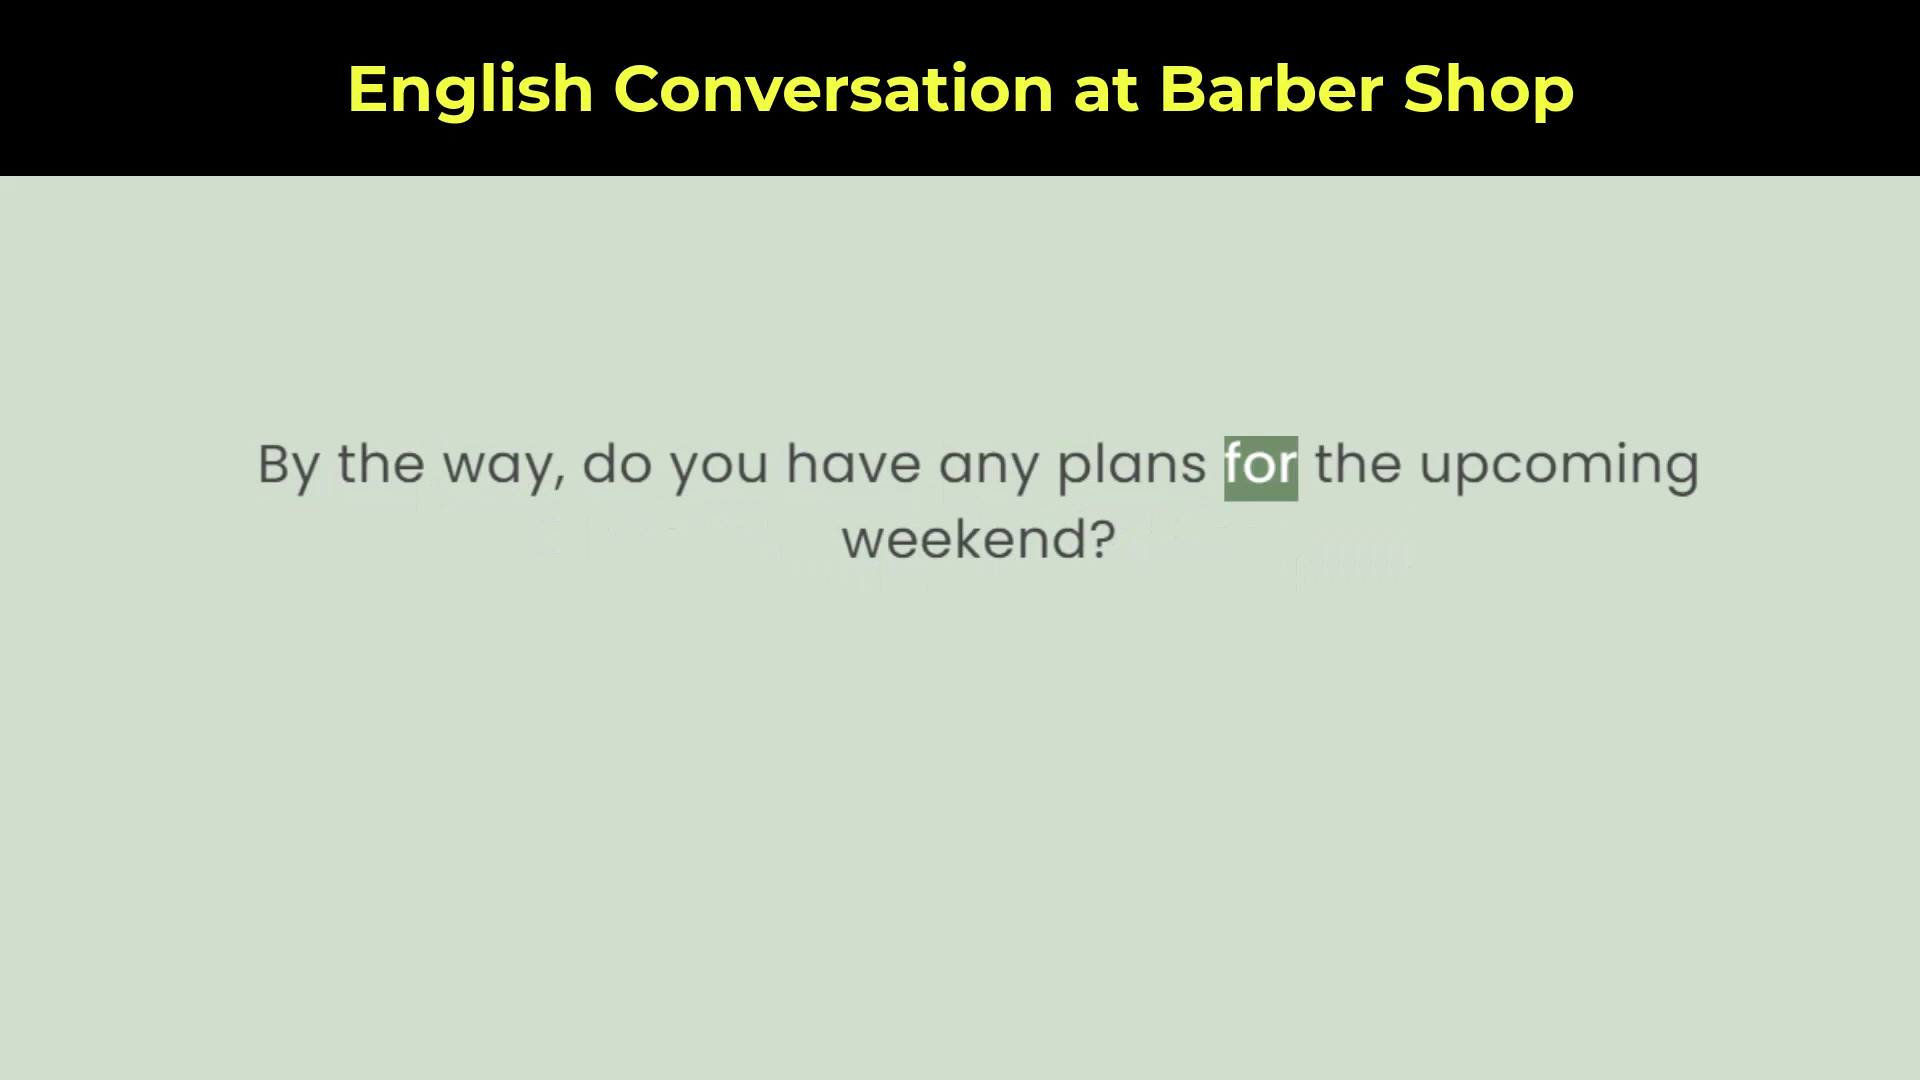 English Conversation at Barber Shop
By the way, do you have any plans for the upcoming
weekend?